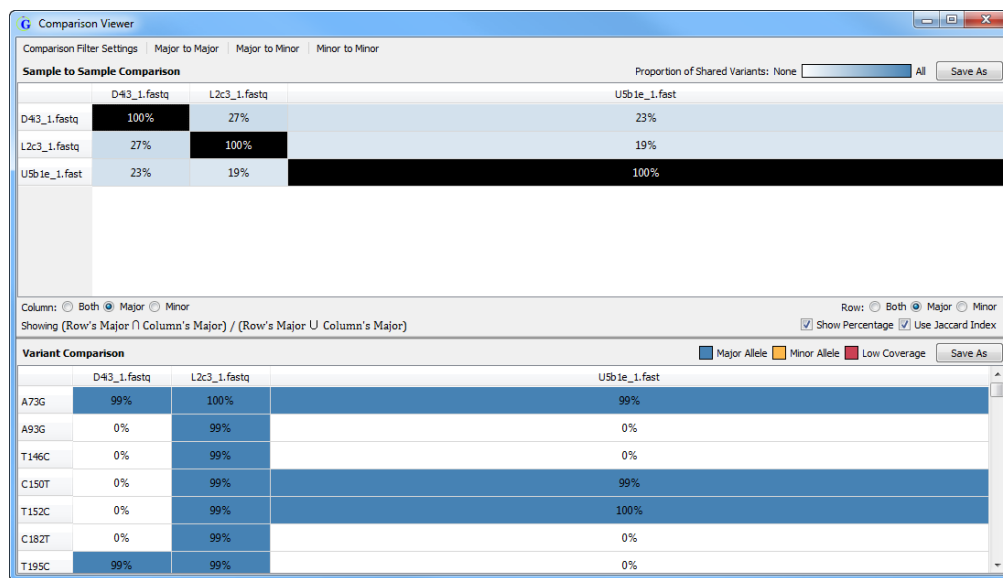 G Comparison Viewer
Comparison Filter Settings Major to Major Major to Minor Minor to Minor
Sample to Sample Comparison Proportion of Shared Variants: None All Save As
D4i3_1.fastq L2c3_1.fastq U5b1e_1.fast
D4i3_1.fastq 100% 27% 23%
L2c3_1.fastq 27% 100% 19%
U5b1e_1.fast 23% 19% 100%
Column: Both Major Minor Row: Both Major Minor
Showing (Row's Major ∩ Column's Major) / (Row's Major ∪ Column's Major) Show Percentage Use Jaccard Index
Variant Comparison Major Allele Minor Allele Low Coverage Save As
D4i3_1.fastq L2c3_1.fastq U5b1e_1.fast
A73G 99% 100% 99%
A93G 0% 99% 0%
T146C 0% 99% 0%
C150T 0% 99% 99%
T152C 0% 99% 100%
C182T 0% 99% 0%
T195C 99% 99% 0%